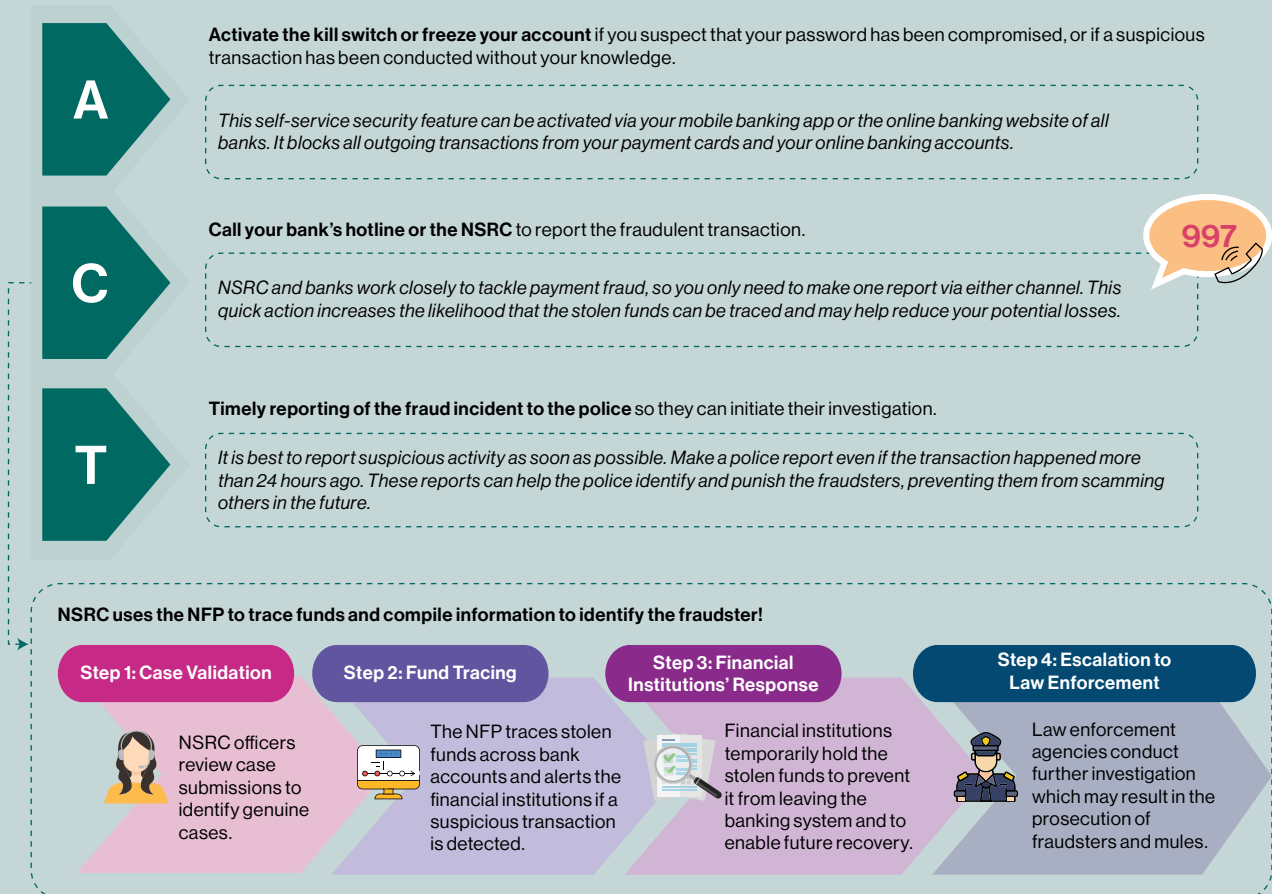 A
Activate the kill switch or freeze your account if you suspect that your password has been compromised, or if a suspicious
transaction has been conducted without your knowledge.
This self-service security feature can be activated via your mobile banking app or the online banking website of all
banks. It blocks all outgoing transactions from your payment cards and your online banking accounts.
C
Call your bank's hotline or the NSRC to report the fraudulent transaction.
997
NSRC and banks work closely to tackle payment fraud, so you only need to make one report via either channel. This
quick action increases the likelihood that the stolen funds can be traced and may help reduce your potential losses.
T
Timely reporting of the fraud incident to the police so they can initiate their investigation.
It is best to report suspicious activity as soon as possible. Make a police report even if the transaction happened more
than 24 hours ago. These reports can help the police identify and punish the fraudsters, preventing them from scamming
others in the future.
NSRC uses the NFP to trace funds and compile information to identify the fraudster!
Step 1: Case Validation
NSRC officers
review case
submissions to
identify genuine
cases.
Step 2: Fund Tracing
The NFP traces stolen
funds across bank
accounts and alerts the
financial institutions if a
suspicious transaction
is detected.
Step 3: Financial
Institutions' Response
Financial institutions
temporarily hold the
stolen funds to prevent
it from leaving the
banking system and to
enable future recovery.
Step 4: Escalation to
Law Enforcement
Law enforcement
agencies conduct
further investigation
which may result in the
prosecution of
fraudsters and mules.